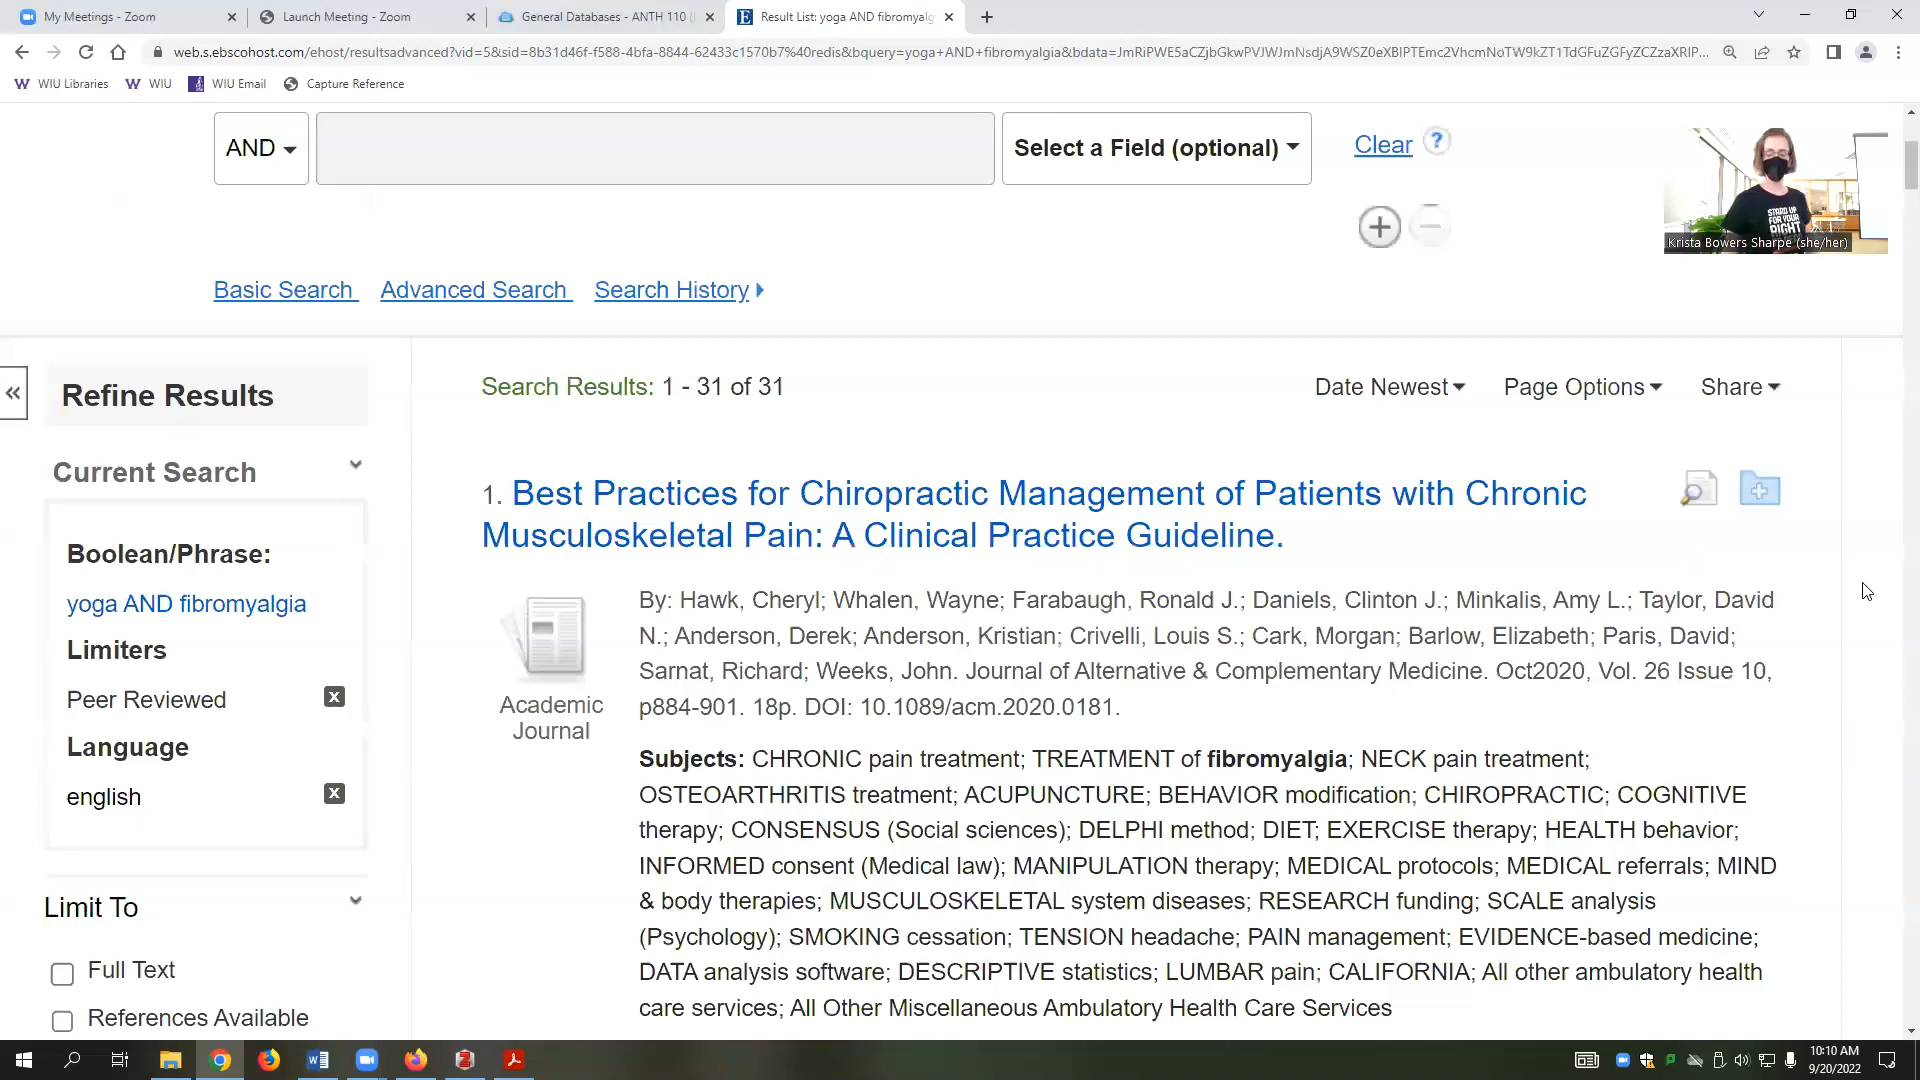 My Meetings - Zoom
Launch Meeting - Zoom
General Databases - ANTH 110 (
Result List: yoga AND fibromyalg
web.s.ebscohost.com/ehost/resultsadvanced?vid=5&sid=8b31d46f-f588-4bfa-8844-62433c1570b7%40redis&bquery=yoga+AND+fibromyalgia&bdata=JmRiPWE5aCZjbGkwPVJWJmNsdjA9WSZ0eXBlPTEmc2VhcmNoTW9kZT1TdGFuZGFyZCZzaXRlP...
WIU Libraries
WIU
WIU Email
Capture Reference
AND
Select a Field (optional)
Clear
?
STAND UP
FOR YOUR
RIGHT
Krista Bowers Sharpe (she/her)
Basic Search
Advanced Search
Search History
Refine Results
Search Results: 1 - 31 of 31
Date Newest
Page Options
Share
Current Search
Boolean/Phrase:
yoga AND fibromyalgia
Limiters
Peer Reviewed
Language
english
Limit To
Full Text
References Available
1. Best Practices for Chiropractic Management of Patients with Chronic
Musculoskeletal Pain: A Clinical Practice Guideline.
Academic
Journal
By: Hawk, Cheryl; Whalen, Wayne; Farabaugh, Ronald J.; Daniels, Clinton J.; Minkalis, Amy L.; Taylor, David
N.; Anderson, Derek; Anderson, Kristian; Crivelli, Louis S.; Cark, Morgan; Barlow, Elizabeth; Paris, David;
Sarnat, Richard; Weeks, John. Journal of Alternative & Complementary Medicine. Oct2020, Vol. 26 Issue 10,
p884-901. 18p. DOI: 10.1089/acm.2020.0181.
Subjects: CHRONIC pain treatment; TREATMENT of fibromyalgia; NECK pain treatment;
OSTEOARTHRITIS treatment; ACUPUNCTURE; BEHAVIOR modification; CHIROPRACTIC; COGNITIVE
therapy; CONSENSUS (Social sciences); DELPHI method; DIET; EXERCISE therapy; HEALTH behavior;
INFORMED consent (Medical law); MANIPULATION therapy; MEDICAL protocols; MEDICAL referrals; MIND
& body therapies; MUSCULOSKELETAL system diseases; RESEARCH funding; SCALE analysis
(Psychology); SMOKING cessation; TENSION headache; PAIN management; EVIDENCE-based medicine;
DATA analysis software; DESCRIPTIVE statistics; LUMBAR pain; CALIFORNIA; All other ambulatory health
care services; All Other Miscellaneous Ambulatory Health Care Services
10:10 AM
9/20/2022